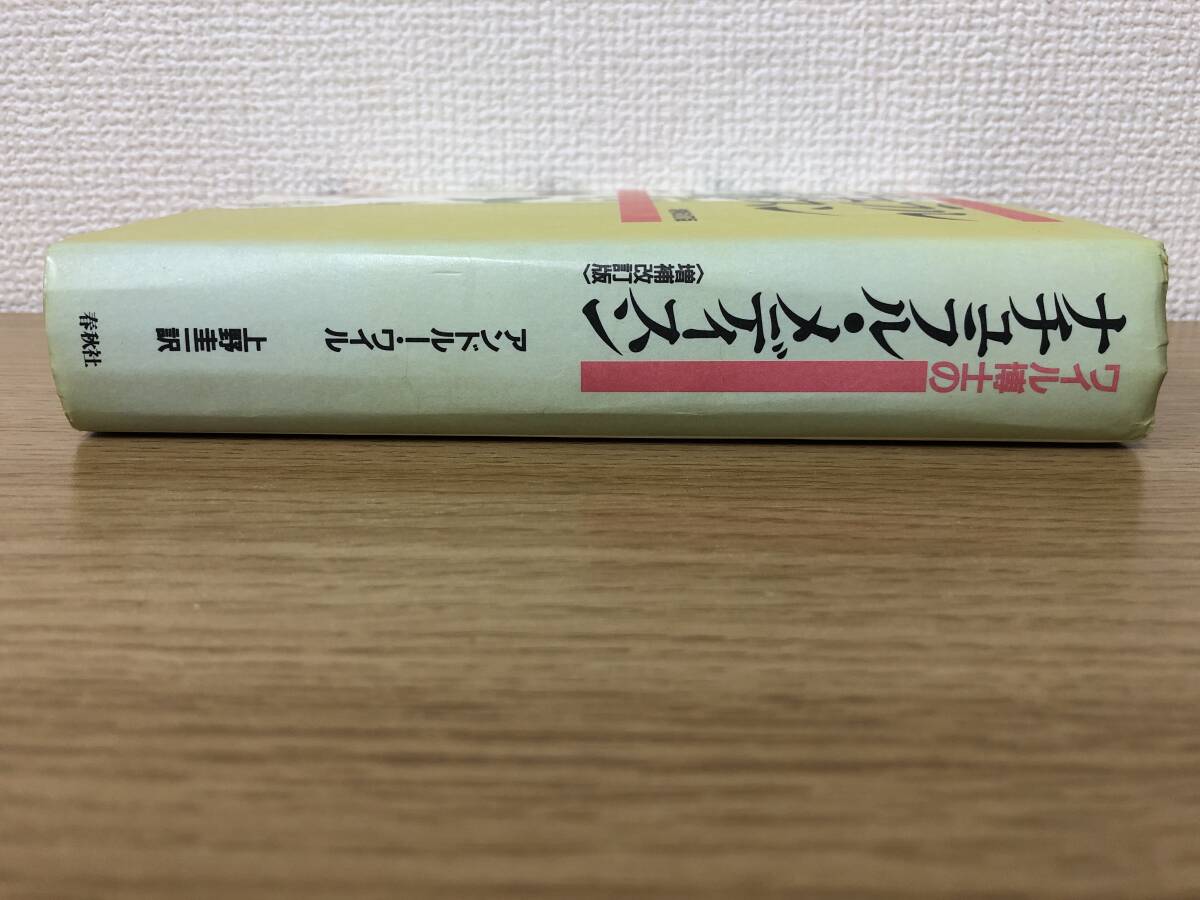 ワイル博士の
ナチュラル・メディスン
〈増補改訂版〉
アンドルー・ワイル
上野圭一訳
春秋社